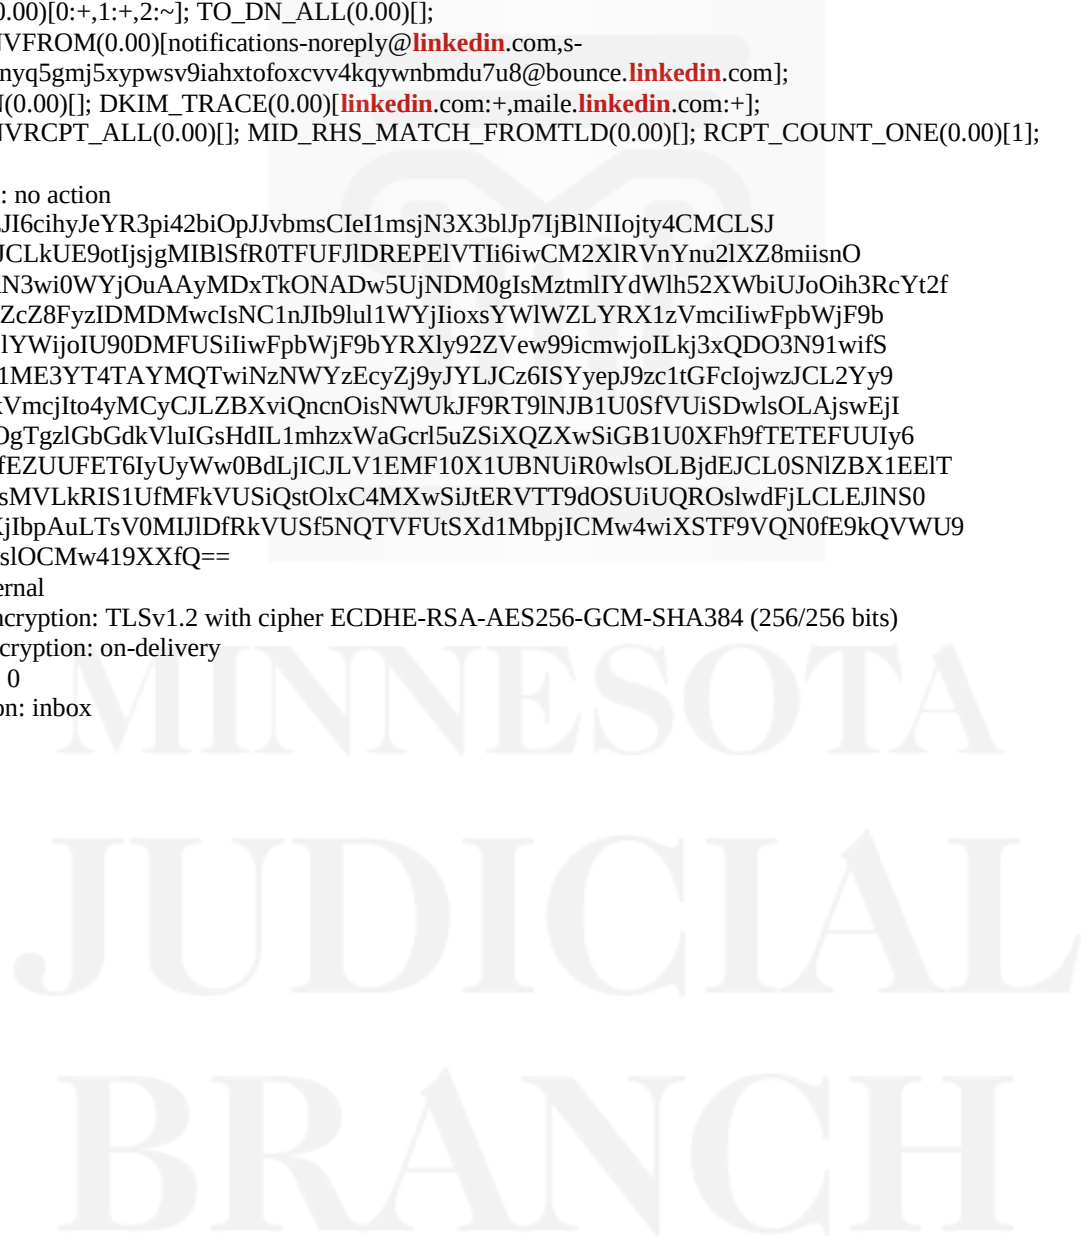 0.00)[0:+,1:+,2:~]; TO_DN_ALL(0.00)[];
VFROM(0.00)[notifications-noreply@linkedin.com,s-
nyq5gmj5xypwsv9iahxtofoxcvv4kqywnbmdu7u8@bounce.linkedin.com];
(0.00)[]; DKIM_TRACE(0.00)[linkedin.com:+,maile.linkedin.com:+];
VRCPT_ALL(0.00)[]; MID_RHS_MATCH_FROMTLD(0.00)[]; RCPT_COUNT_ONE(0.00)[1];
: no action
JI6cihyJeYR3pi42biOpJJvbmsCIeI1msjN3X3blJp7IjBlNIIojty4CMCLSJ
JCLkUE9otIjsjgMIBlSfR0TFUFJlDREPElVTIi6iwCM2XlRVnYnu2lXZ8miisnO
N3wi0WYjOuAAyMDxTkONADw5UjNDM0gIsMztmlIYdWlh52XWbiUJoOih3RcYt2f
ZcZ8FyzIDMDMwcIsNC1nJIb9lul1WYjIioxsYWlWZLYRX1zVmciIiwFpbWjF9b
lYWijoIU90DMFUSiIiwFpbWjF9bYRXly92ZVew99icmwjoILkj3xQDO3N91wifS
1ME3YT4TAYMQTwiNzNWYzEcyZj9yJYLJCz6ISYyepJ9zc1tGFcIojwzJCL2Yy9
VmcjIto4yMCyCJLZBXviQncnOisNWUkJF9RT9lNJB1U0SfVUiSDwlsOLAjswEjI
OgTgzlGbGdkVluIGsHdIL1mhzxWaGcrl5uZSiXQZXwSiGB1U0XFh9fTETEFUUIy6
fEZUUFET6IyUyWw0BdLjICJLV1EMF10X1UBNUiR0wlsOLBjdEJCL0SNlZBX1EElT
sMVLkRIS1UfMFkVUSiQstOlxC4MXwSiJtERVTT9dOSUiUQROslwdFjLCLEJlNS0
jIbpAuLTsV0MIJlDfRkVUSf5NQTVFUtSXd1MbpjICMw4wiXSTF9VQN0fE9kQVWU9
slOCMw419XXfQ==
ernal
ncryption: TLSv1.2 with cipher ECDHE-RSA-AES256-GCM-SHA384 (256/256 bits)
cryption: on-delivery
: 0
on: inbox
MINNESOTA
JUDICIAL
BRANCH